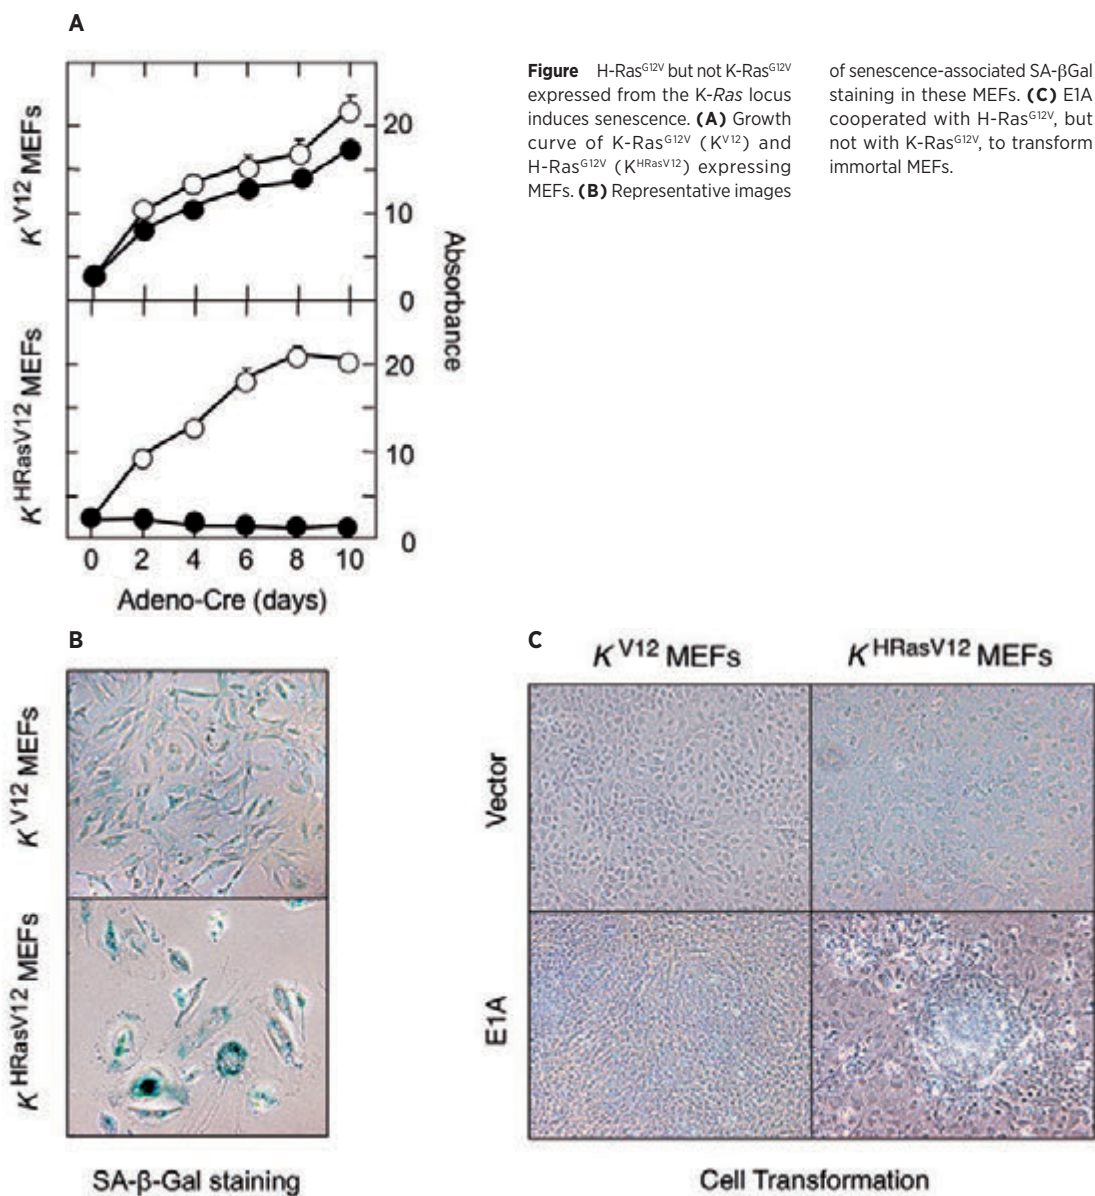 A
K V12 MEFs
20
10
0
Absorbance
K HRasV12 MEFs
20
10
0
0 2 4 6 8 10
Adeno-Cre (days)
Figure H-RasG12V but not K-RasG12V
expressed from the K-Ras locus
induces senescence. (A) Growth
curve of K-RasG12V (KV12) and
H-RasG12V (KHRasV12) expressing
MEFs. (B) Representative images
of senescence-associated SA-βGal
staining in these MEFs. (C) E1A
cooperated with H-RasG12V, but
not with K-RasG12V, to transform
immortal MEFs.
B
K V12 MEFs
K HRasV12 MEFs
SA-β-Gal staining
C
K V12 MEFs K HRasV12 MEFs
Vector
E1A
Cell Transformation